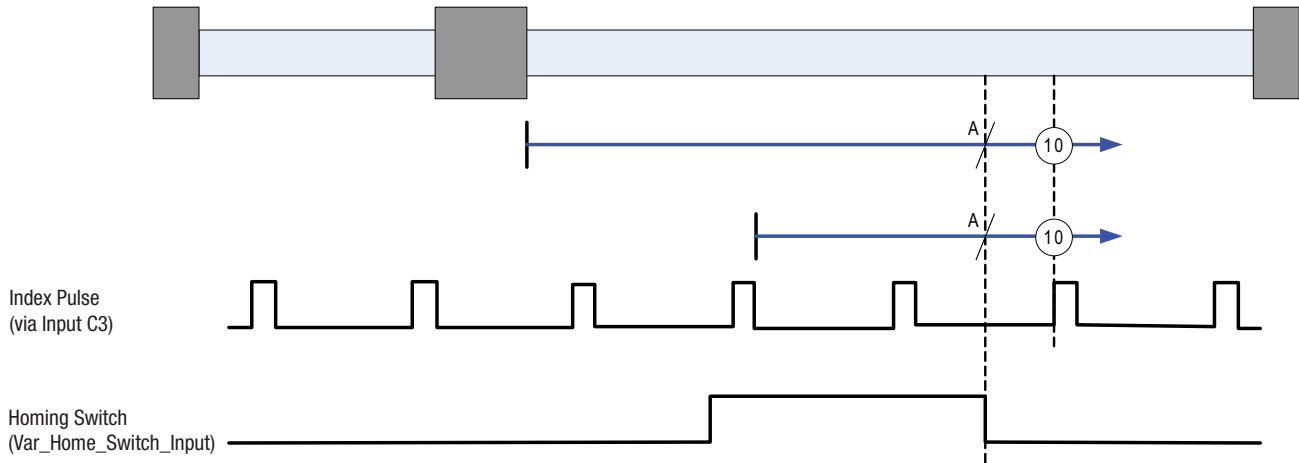 A
10
A
10
Index Pulse
(via Input C3)
Homing Switch
(Var_Home_Switch_Input)